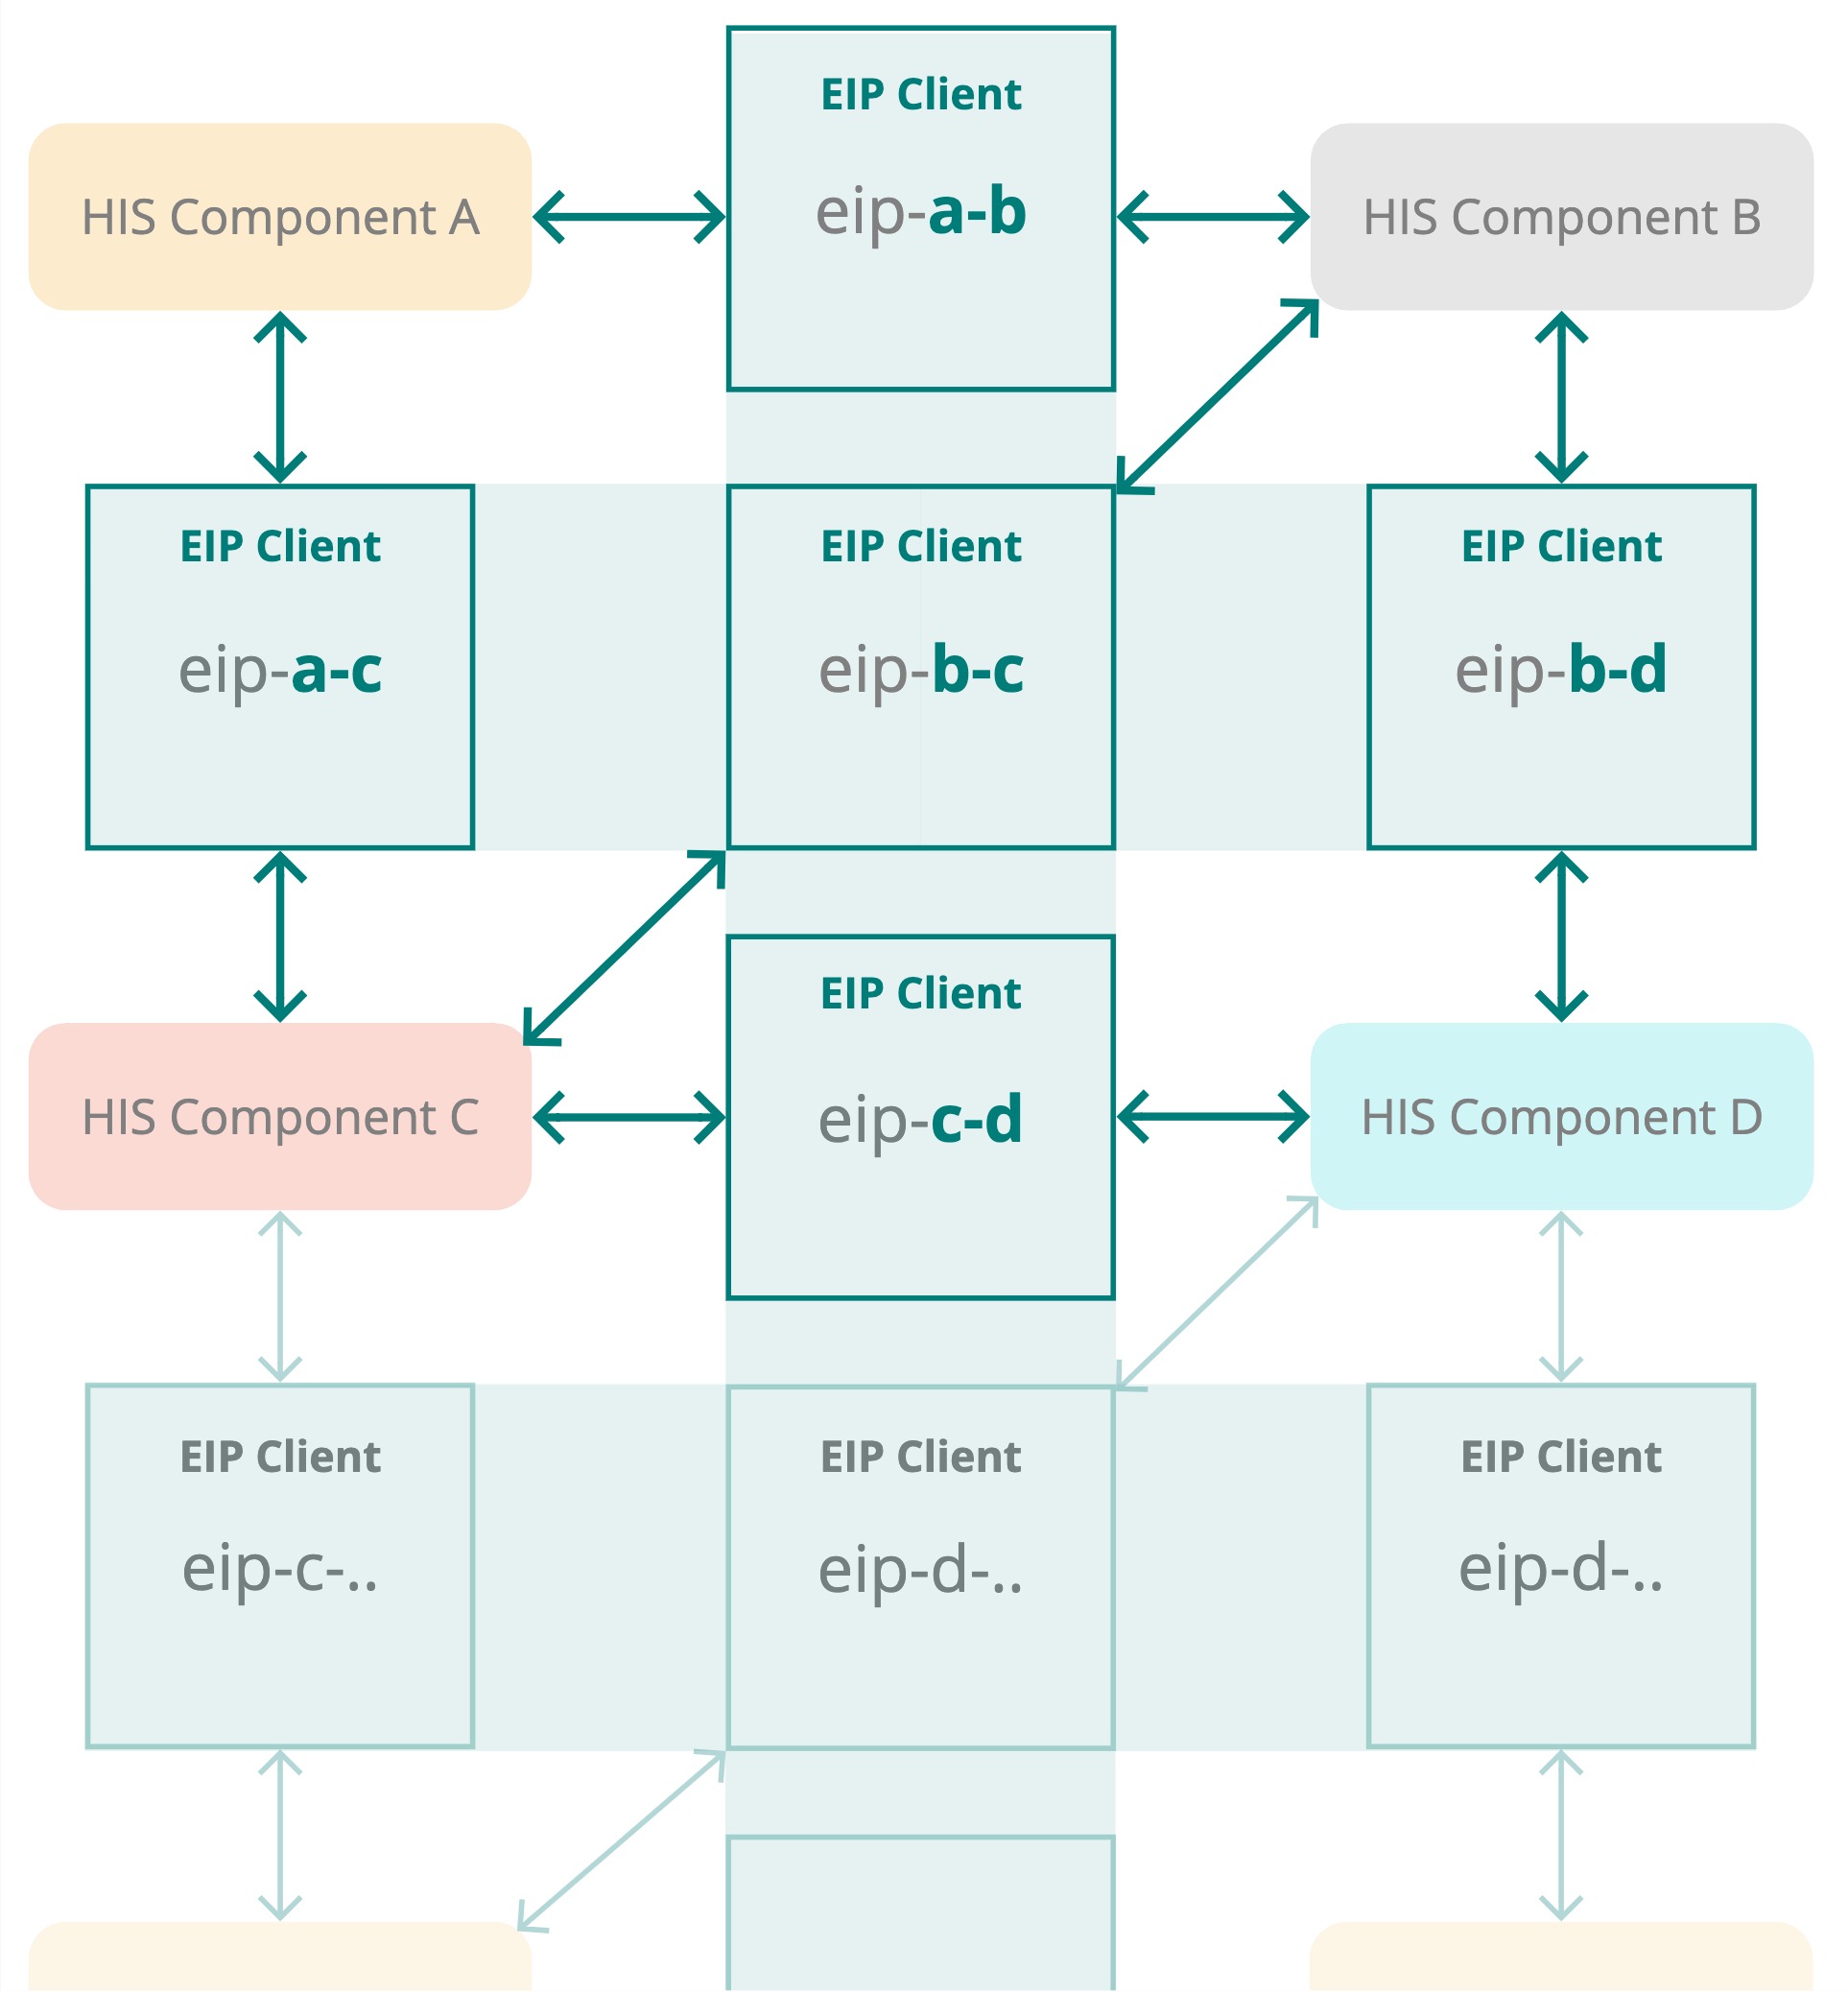 EIP Client
eip-a-b
HIS Component A
HIS Component B
EIP Client
eip-a-c
EIP Client
eip-b-c
EIP Client
eip-b-d
EIP Client
eip-c-d
HIS Component C
HIS Component D
EIP Client
eip-c-..
EIP Client
eip-d-..
EIP Client
eip-d-..